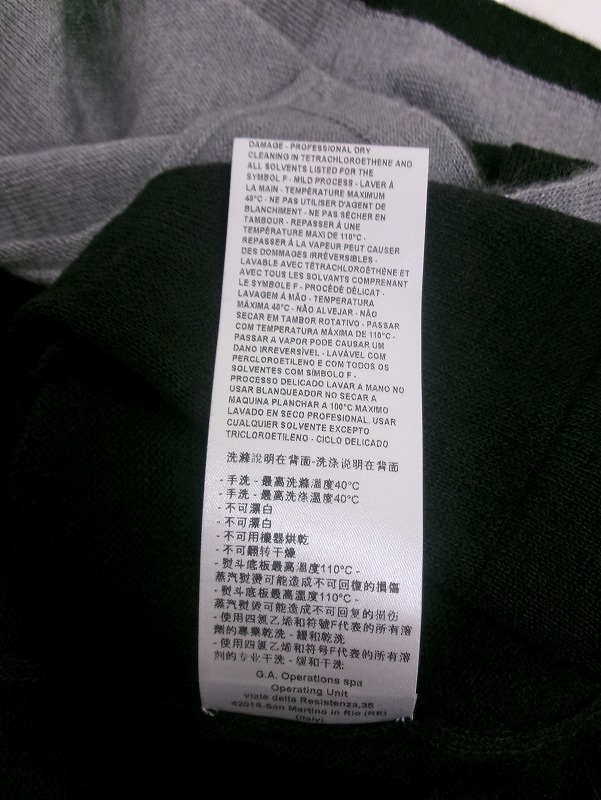 DAMAGE - PROFESSIONAL DRY
CLEANING IN TETRACHLOROETHENE AND
ALL SOLVENTS LISTED FOR THE
SYMBOL F - MILD PROCESS - LAVER À
LA MAIN - TEMPÉRATURE MAXIMUM
40°C - NE PAS UTILISER D'AGENT DE
BLANCHIMENT - NE PAS SÉCHER EN
TAMBOUR - REPASSER À UNE
TEMPÉRATURE MAXI DE 110°C -
REPASSER À LA VAPEUR PEUT CAUSER
DES DOMMAGES IRRÉVERSIBLES -
LAVABLE AVEC TÉTRACHLOROÉTHÈNE ET
AVEC TOUS LES SOLVANTS COMPRENANT
LE SYMBOLE F - PROCÉDÉ DÉLICAT -
LAVAGEM À MÃO - TEMPERATURA
MÁXIMA 40°C - NÃO ALVEJAR - NÃO
SECAR EM TAMBOR ROTATIVO - PASSAR
COM TEMPERATURA MÁXIMA DE 110°C -
PASSAR A VAPOR PODE CAUSAR UM
DANO IRREVERSÍVEL - LAVÁVEL COM
PERCLOROETILENO E COM TODOS OS
SOLVENTES COM SÍMBOLO F -
PROCESSO DELICADO LAVAR A MANO NO
USAR BLANQUEADOR NO SECAR A
MAQUINA PLANCHAR A 100°C MAXIMO
LAVADO EN SECO PROFESIONAL. USAR
CUALQUIER SOLVENTE EXCEPTO
TRICLOROETILENO - CICLO DELICADO
洗滌說明在背面-洗涤说明在背面
- 手洗 - 最高洗滌溫度40°C
- 手洗 - 最高洗涤温度40°C
- 不可漂白
- 不可漂白
- 不可用機器烘乾
- 不可翻转干燥
- 熨斗底板最高溫度110°C -
蒸汽熨燙可能造成不可回復的損傷
- 熨斗底板最高温度110°C -
蒸汽熨烫可能造成不可回复的损伤
- 使用四氯乙烯和符號F代表的所有溶
劑的專業乾洗 - 緩和乾洗
- 使用四氯乙烯和符号F代表的所有溶
剂的专业干洗 - 缓和干洗
G.A. Operations spa
Operating Unit
viale della Resistenza,35
42018-San Martino in Rio (RE)
(Italy)